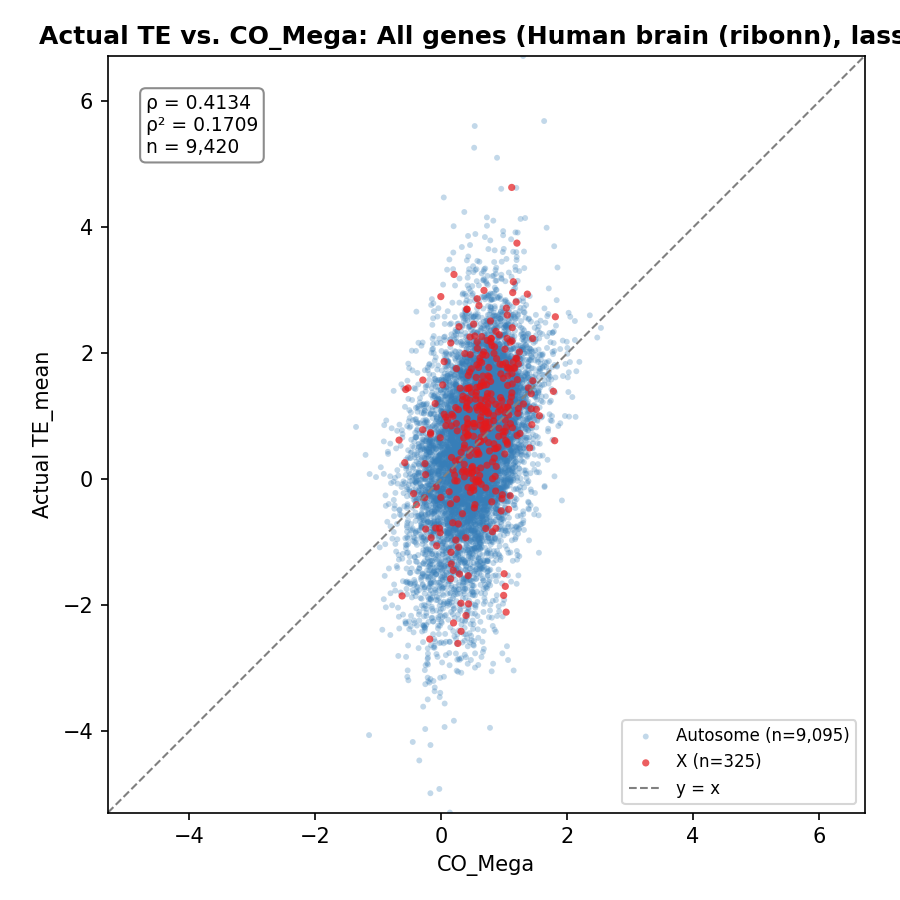 Actual TE vs. CO_Mega: All genes (Human brain (ribonn), lass
ρ = 0.4134
ρ² = 0.1709
n = 9,420
6
4
2
0
−2
−4
Actual TE_mean
Autosome (n=9,095)
X (n=325)
y = x
−4
−2
0
2
4
6
CO_Mega